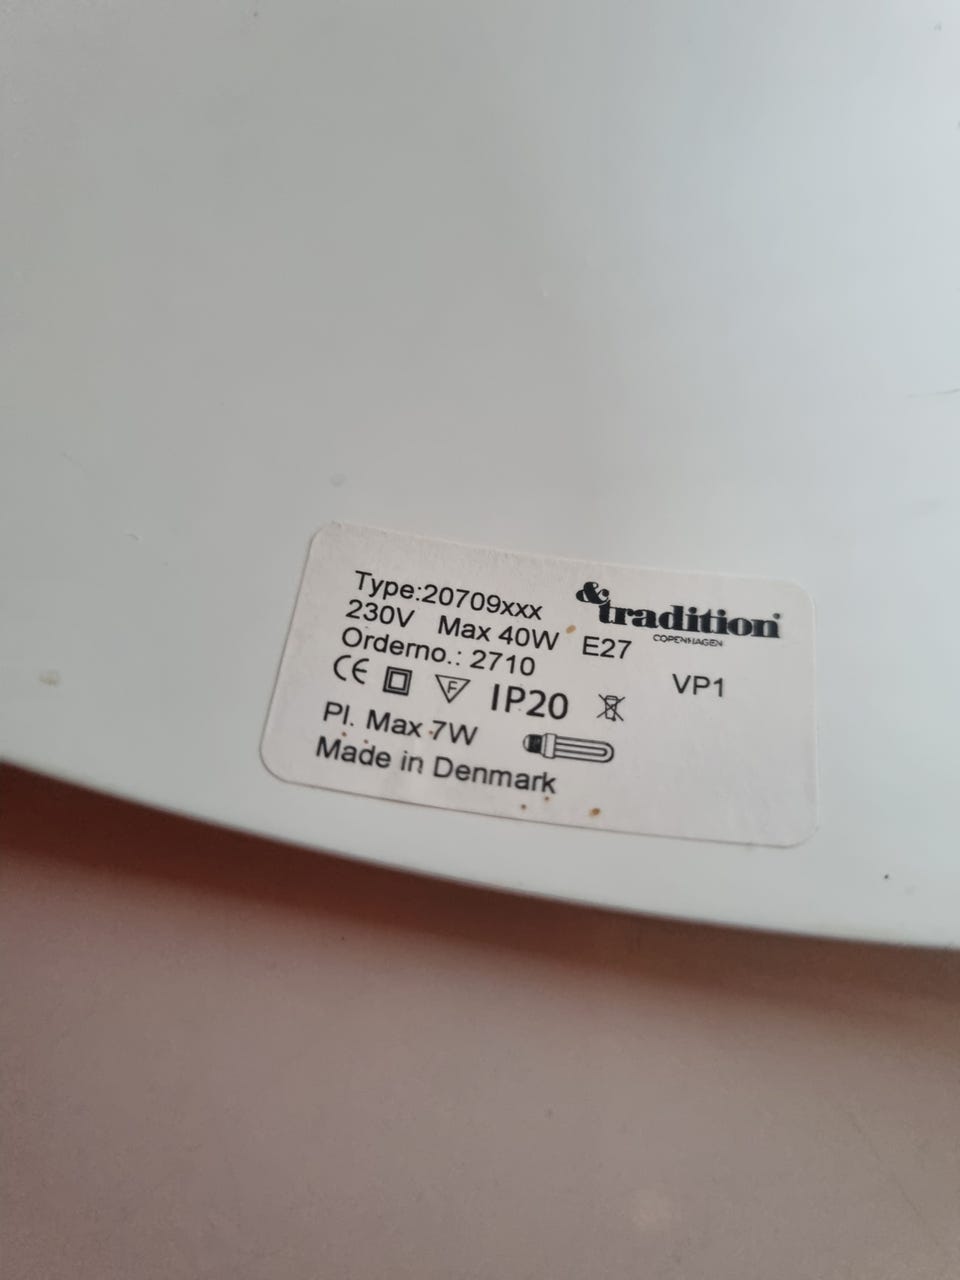 Type:20709xxx
&tradition®
COPENHAGEN
230V Max 40W E27
Orderno.: 2710
VP1
CE F IP20
Pl. Max 7W
Made in Denmark